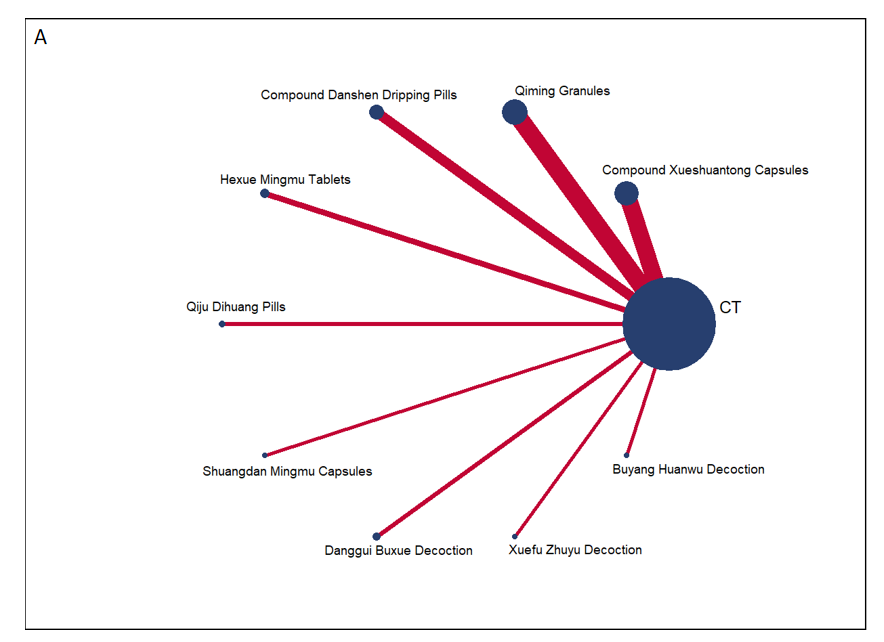 A
Qiming Granules
Compound Danshen Dripping Pills
Compound Xueshuantong Capsules
Hexue Mingmu Tablets
Qiju Dihuang Pills
CT
Shuangdan Mingmu Capsules
Buyang Huanwu Decoction
Danggui Buxue Decoction
Xuefu Zhuyu Decoction